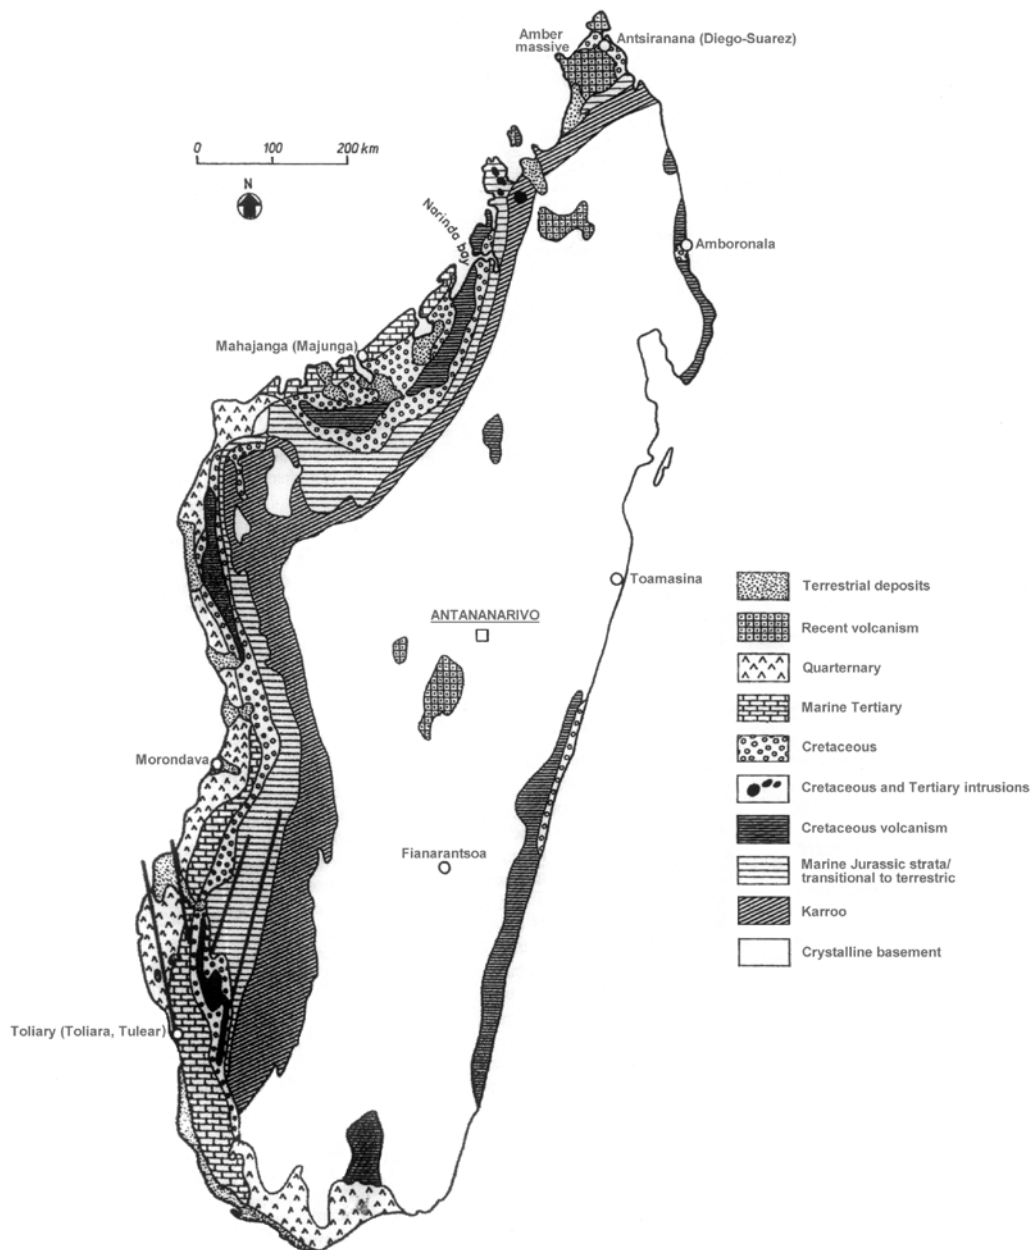 Amber
massive
Antsiranana (Diego-Suarez)
0 100 200 km
N
Narinda bay
Amboronala
Mahajanga (Majunga)
Toamasina
ANTANANARIVO
Morondava
Fianarantsoa
Toliary (Toliara, Tulear)
Terrestrial deposits
Recent volcanism
Quarternary
Marine Tertiary
Cretaceous
Cretaceous and Tertiary intrusions
Cretaceous volcanism
Marine Jurassic strata/
transitional to terrestric
Karroo
Crystalline basement